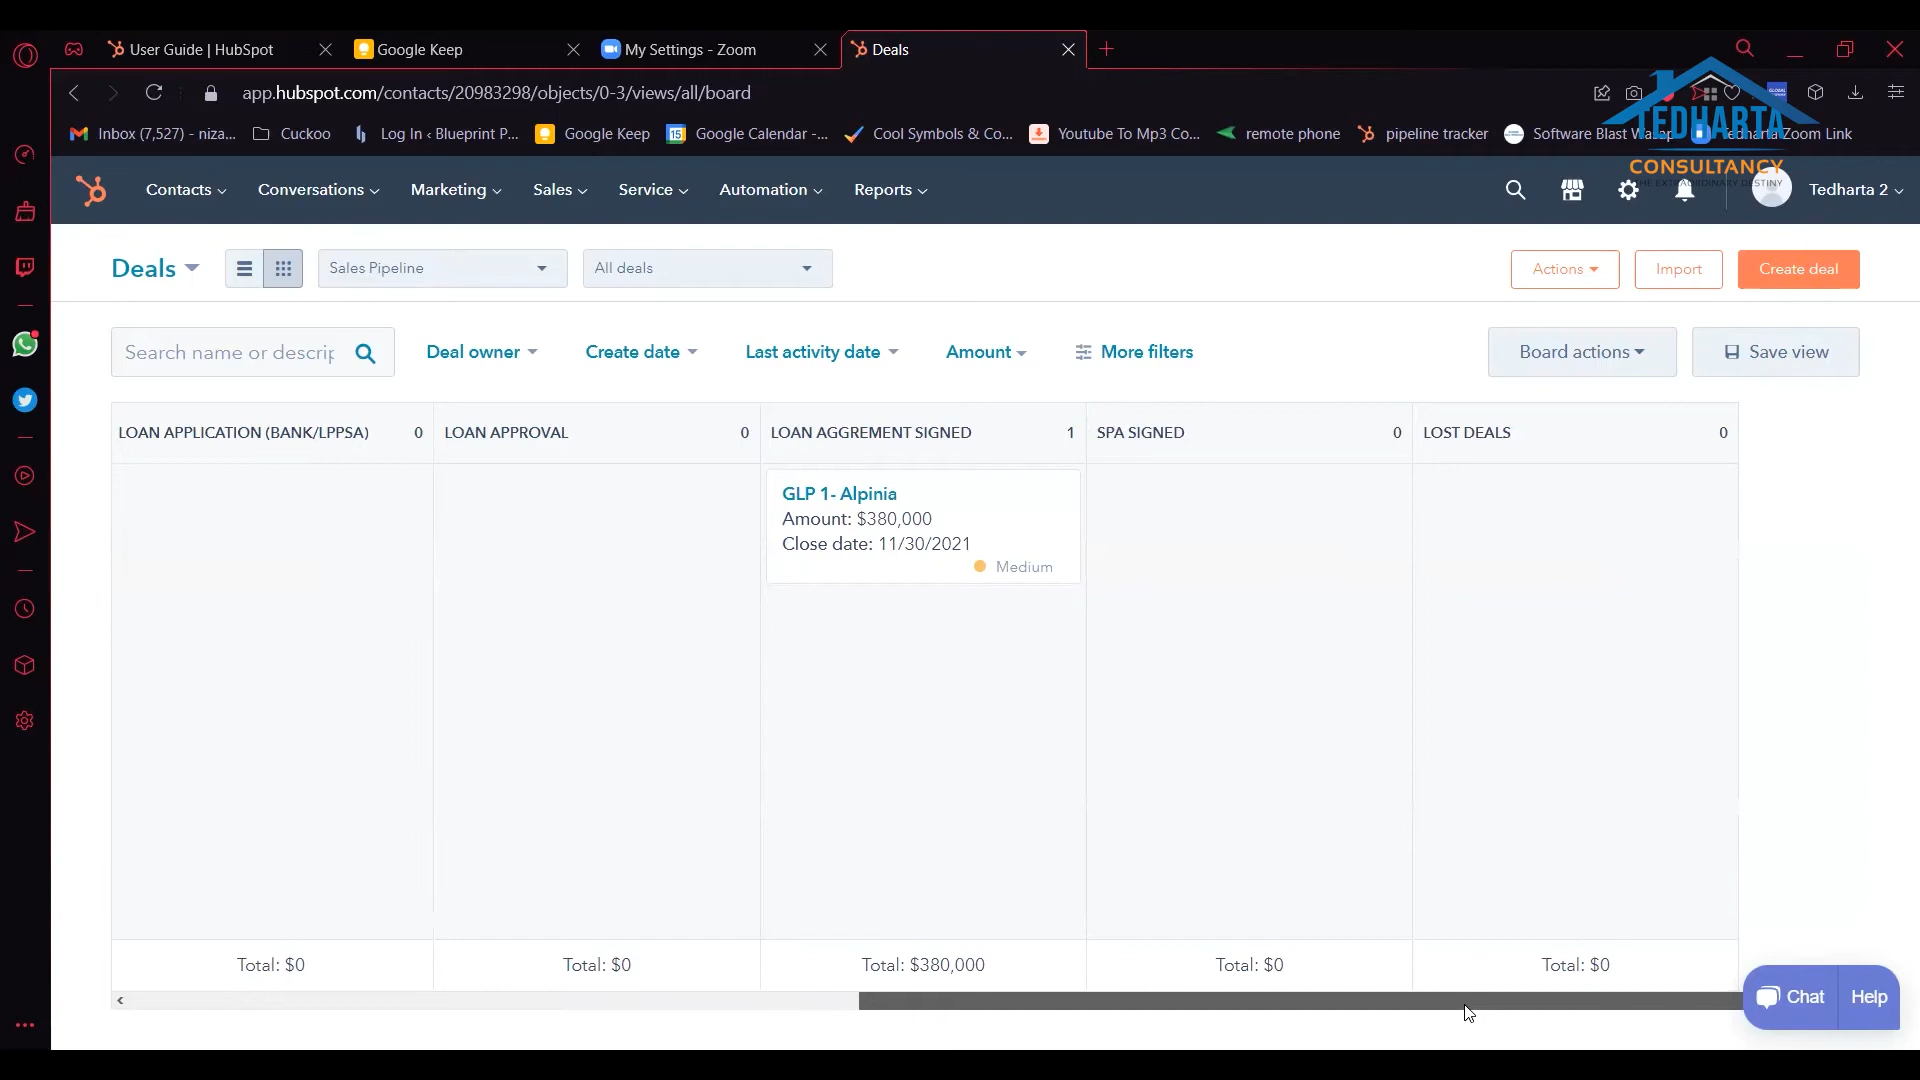 User Guide | HubSpot
Google Keep
My Settings - Zoom
Deals
app.hubspot.com/contacts/20983298/objects/0-3/views/all/board
Inbox (7,527) - niza...
Cuckoo
Log In ‹ Blueprint P...
Google Keep
15
Google Calendar -...
Cool Symbols & Co...
Youtube To Mp3 Co...
remote phone
pipeline tracker
Software Blast Wasap
Tedharta Zoom Link
TEDHARTA
CONSULTANCY
Contacts
Conversations
Marketing
Sales
Service
Automation
Reports
Tedharta 2
Deals
Sales Pipeline
All deals
Actions
Import
Create deal
Search name or descrip
Deal owner
Create date
Last activity date
Amount
More filters
Board actions
Save view
LOAN APPLICATION (BANK/LPPSA) 0
LOAN APPROVAL 0
LOAN AGGREMENT SIGNED 1
SPA SIGNED 0
LOST DEALS 0
GLP 1- Alpinia
Amount: $380,000
Close date: 11/30/2021
Medium
Total: $0
Total: $0
Total: $380,000
Total: $0
Total: $0
Chat
Help